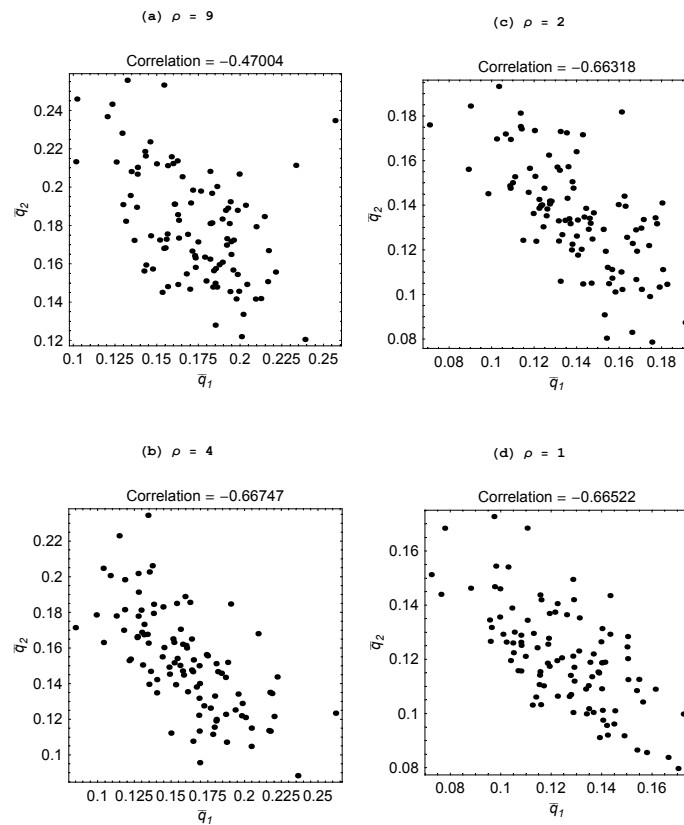 (a) ρ = 9
Correlation = −0.47004
0.24
0.22
0.2
0.18
0.16
0.14
0.12
q̅2
0.1 0.125 0.15 0.175 0.2 0.225 0.25
q̅1
(c) ρ = 2
Correlation = −0.66318
0.18
0.16
0.14
0.12
0.1
0.08
q̅2
0.08 0.1 0.12 0.14 0.16 0.18
q̅1
(b) ρ = 4
Correlation = −0.66747
0.22
0.2
0.18
0.16
0.14
0.12
0.1
q̅2
0.1 0.125 0.15 0.175 0.2 0.225 0.25
q̅1
(d) ρ = 1
Correlation = −0.66522
0.16
0.14
0.12
0.1
0.08
q̅2
0.08 0.1 0.12 0.14 0.16
q̅1